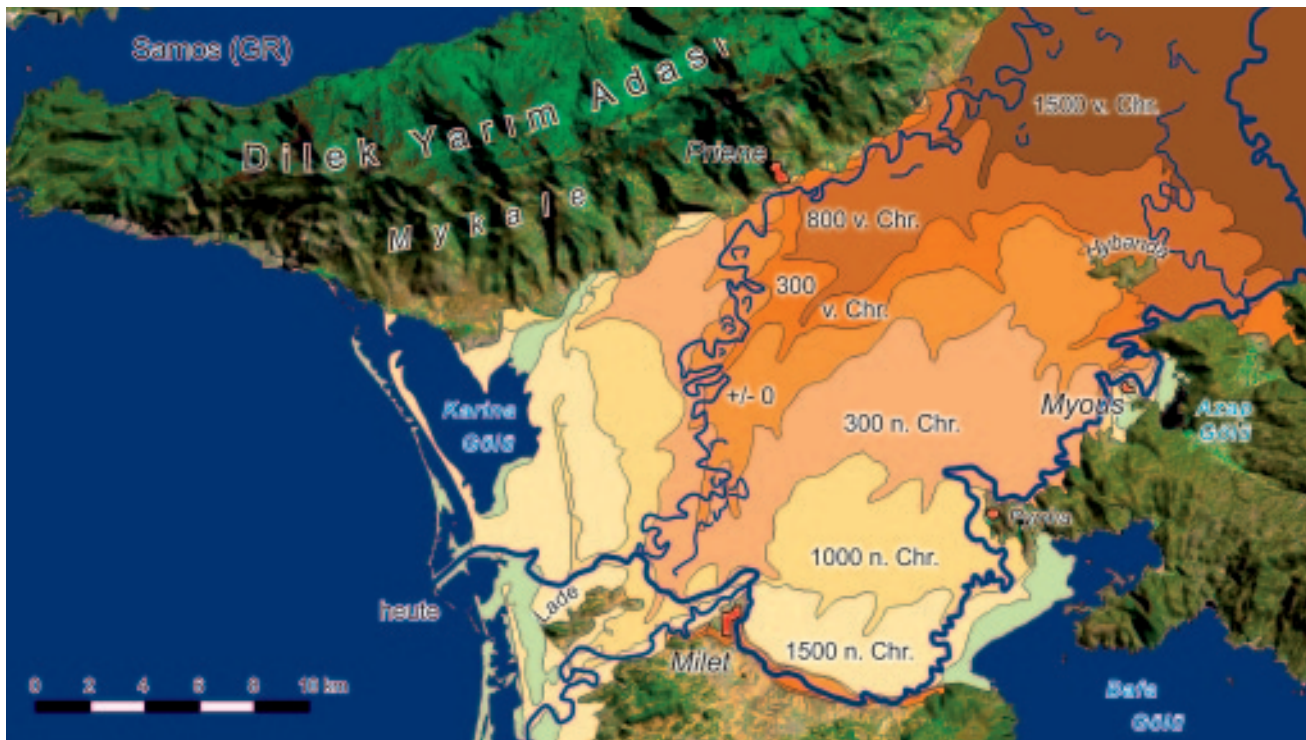 Samos (GR)
Dilek Yarım Adası
Mykale
Priene
1500 v. Chr.
800 v. Chr.
Hybanda
300
v. Chr.
+/- 0
Karina
Gölü
300 n. Chr.
Myous
Azap
Gölü
Pyrrha
1000 n. Chr.
heute
Lade
Milet
1500 n. Chr.
Bafa
Gölü
0 2 4 6 8 10 km